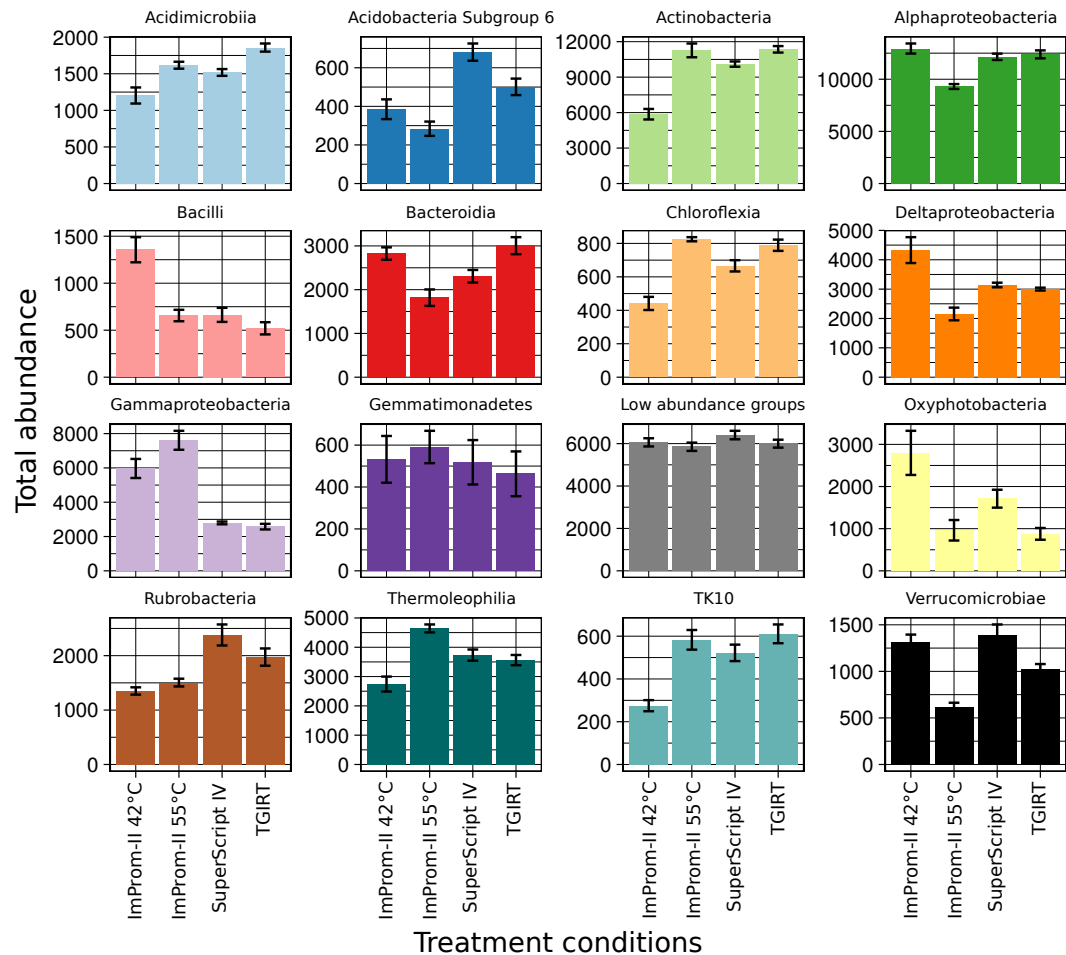 Acidimicrobiia
Acidobacteria Subgroup 6
Actinobacteria
Alphaproteobacteria
2000
1500
1000
500
0
600
400
200
0
12000
9000
6000
3000
0
10000
5000
0
Bacilli
Bacteroidia
Chloroflexia
Deltaproteobacteria
1500
1000
500
0
3000
2000
1000
0
800
600
400
200
0
5000
4000
3000
2000
1000
0
Gammaproteobacteria
Gemmatimonadetes
Low abundance groups
Oxyphotobacteria
8000
6000
4000
2000
0
600
400
200
0
6000
4000
2000
0
3000
2000
1000
0
Rubrobacteria
Thermoleophilia
TK10
Verrucomicrobiae
2000
1000
0
5000
4000
3000
2000
1000
0
600
400
200
0
1500
1000
500
0
Total abundance
ImProm-II 42°C
ImProm-II 55°C
SuperScript IV
TGIRT
ImProm-II 42°C
ImProm-II 55°C
SuperScript IV
TGIRT
ImProm-II 42°C
ImProm-II 55°C
SuperScript IV
TGIRT
ImProm-II 42°C
ImProm-II 55°C
SuperScript IV
TGIRT
Treatment conditions